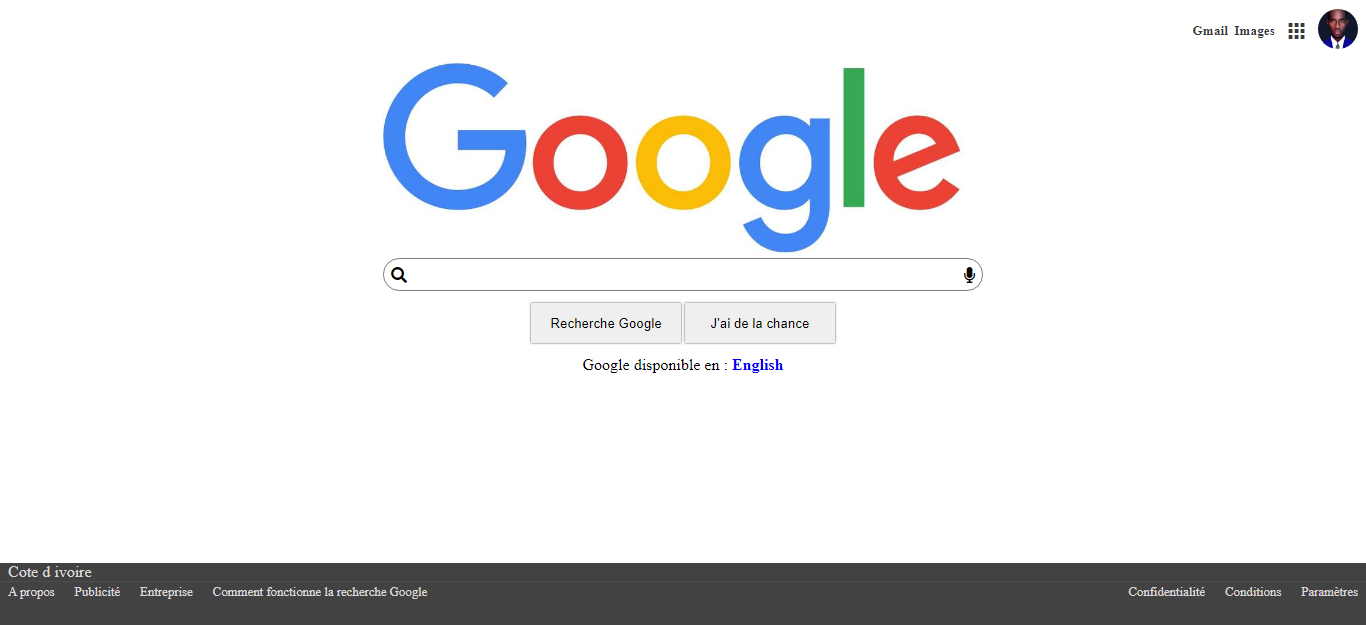 Gmail Images
Google
Recherche Google J'ai de la chance
Google disponible en : English
Cote d ivoire
A propos Publicité Entreprise Comment fonctionne la recherche Google Confidentialité Conditions Paramètres